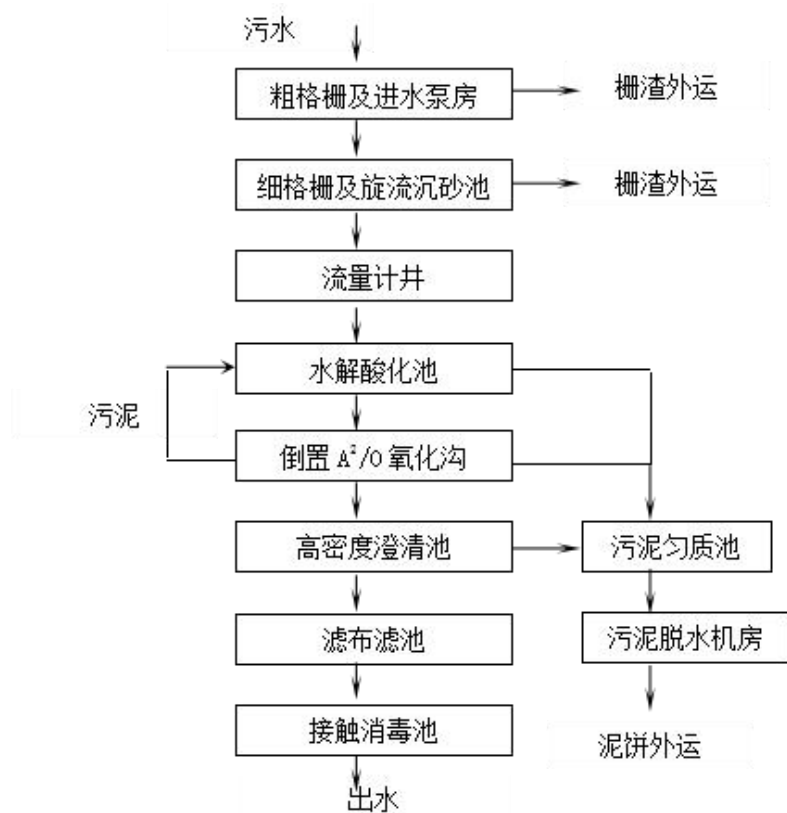 污水
粗格栅及进水泵房
栅渣外运
细格栅及旋流沉砂池
栅渣外运
流量计井
水解酸化池
污泥
倒置 A²/O 氧化沟
高密度澄清池
污泥匀质池
滤布滤池
污泥脱水机房
接触消毒池
泥饼外运
出水